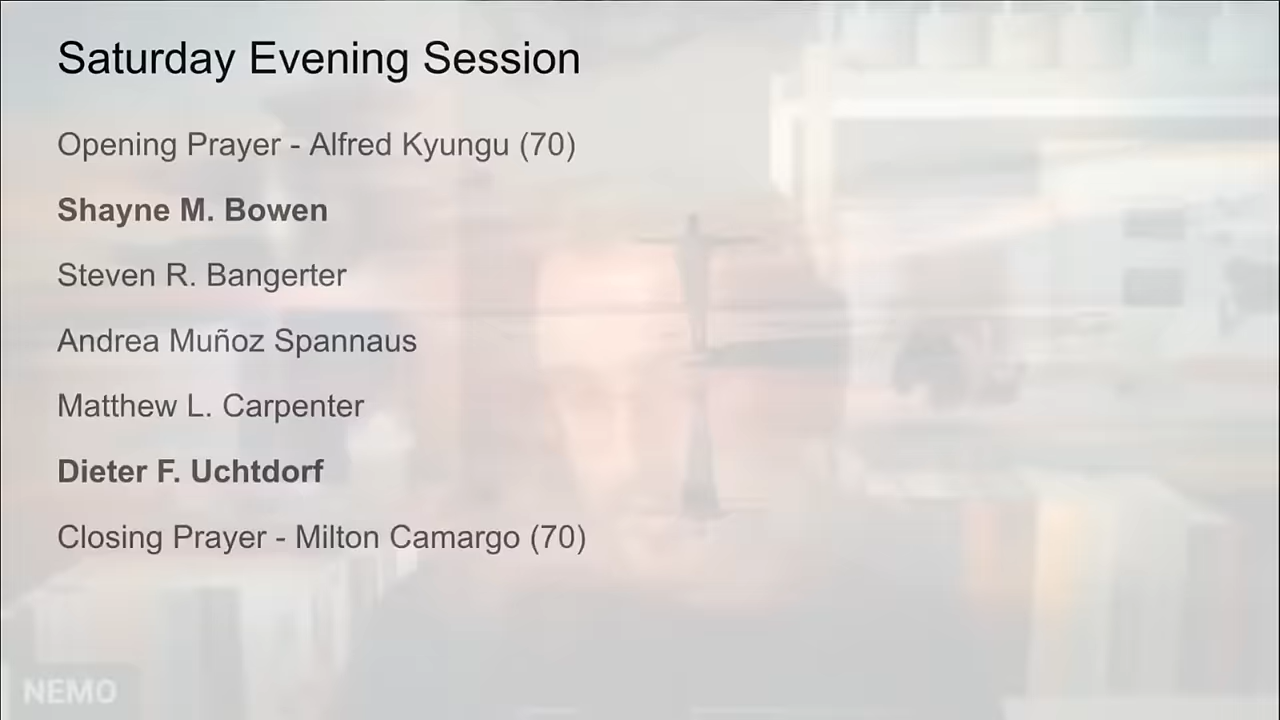 Saturday Evening Session
Opening Prayer - Alfred Kyungu (70)
Shayne M. Bowen
Steven R. Bangerter
Andrea Muñoz Spannaus
Matthew L. Carpenter
Dieter F. Uchtdorf
Closing Prayer - Milton Camargo (70)
NEMO